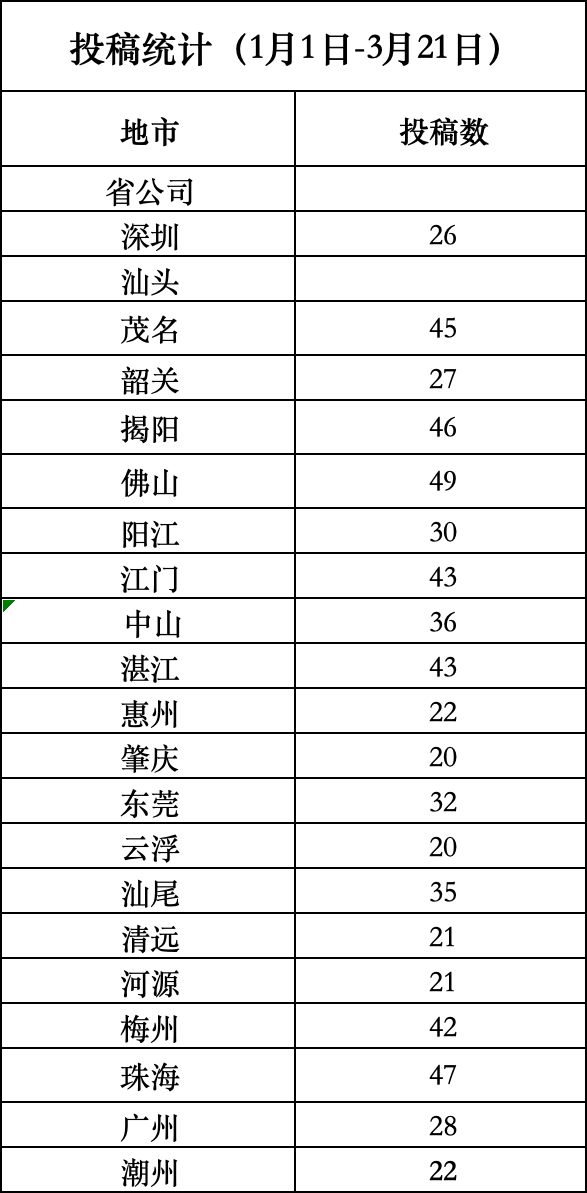 投稿统计（1月1日-3月21日）
地市 投稿数
省公司
深圳 26
汕头
茂名 45
韶关 27
揭阳 46
佛山 49
阳江 30
江门 43
中山 36
湛江 43
惠州 22
肇庆 20
东莞 32
云浮 20
汕尾 35
清远 21
河源 21
梅州 42
珠海 47
广州 28
潮州 22